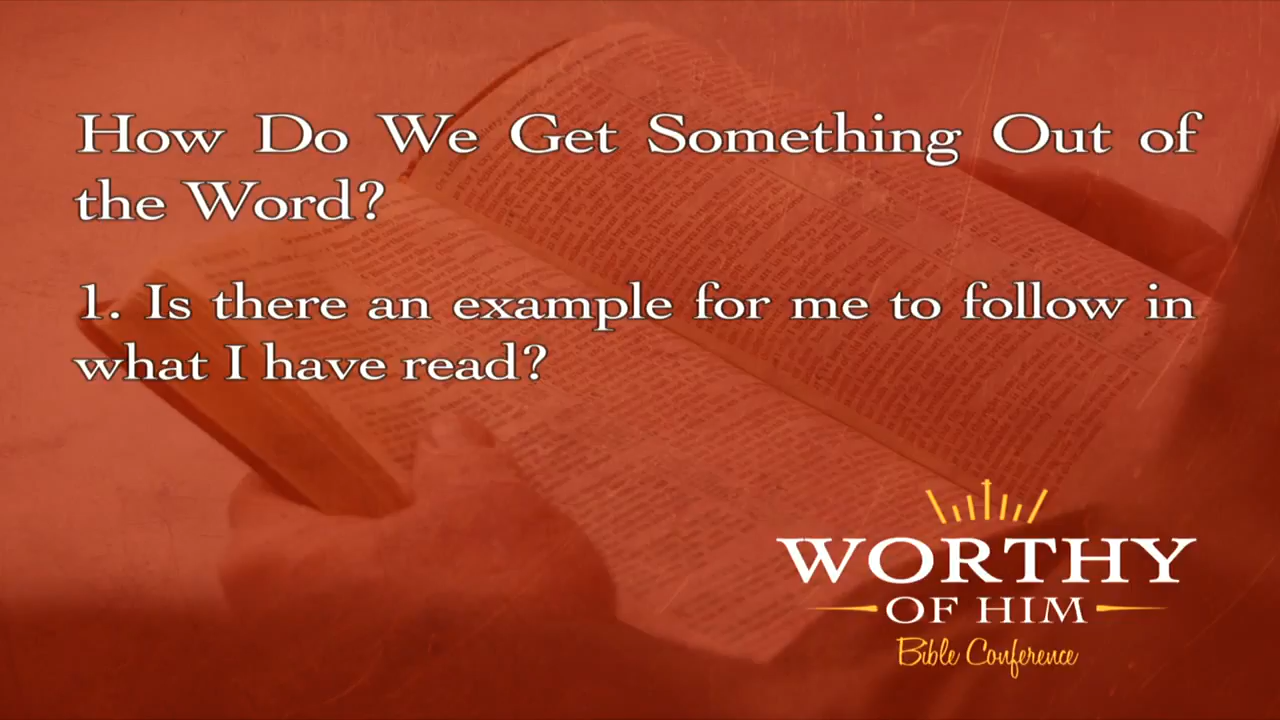 How Do We Get Something Out of
the Word?
1. Is there an example for me to follow in
what I have read?
WORTHY
OF HIM
Bible Conference